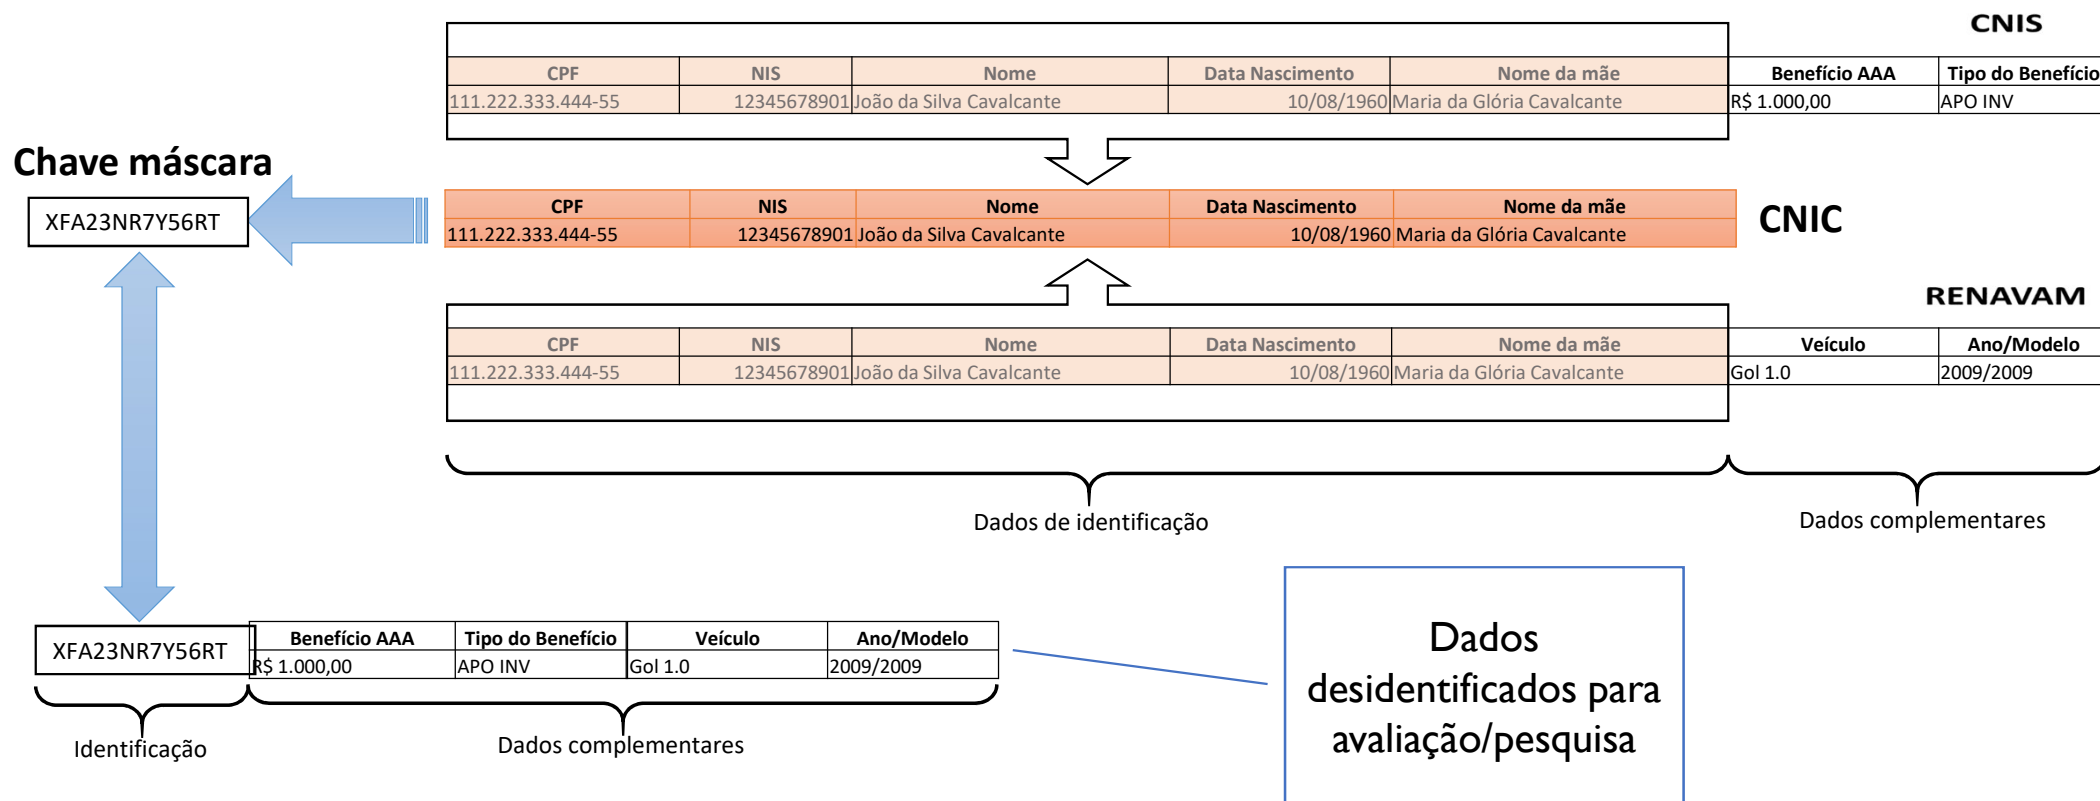 CNIS
CPF NIS Nome Data Nascimento Nome da mãe Benefício AAA Tipo do Benefício
111.222.333.444-55 12345678901 João da Silva Cavalcante 10/08/1960 Maria da Glória Cavalcante R$ 1.000,00 APO INV
Chave máscara
XFA23NR7Y56RT
CPF NIS Nome Data Nascimento Nome da mãe
111.222.333.444-55 12345678901 João da Silva Cavalcante 10/08/1960 Maria da Glória Cavalcante
CNIC
RENAVAM
CPF NIS Nome Data Nascimento Nome da mãe Veículo Ano/Modelo
111.222.333.444-55 12345678901 João da Silva Cavalcante 10/08/1960 Maria da Glória Cavalcante Gol 1.0 2009/2009
Dados de identificação Dados complementares
XFA23NR7Y56RT
Benefício AAA Tipo do Benefício Veículo Ano/Modelo
R$ 1.000,00 APO INV Gol 1.0 2009/2009
Identificação Dados complementares
Dados
desidentificados para
avaliação/pesquisa